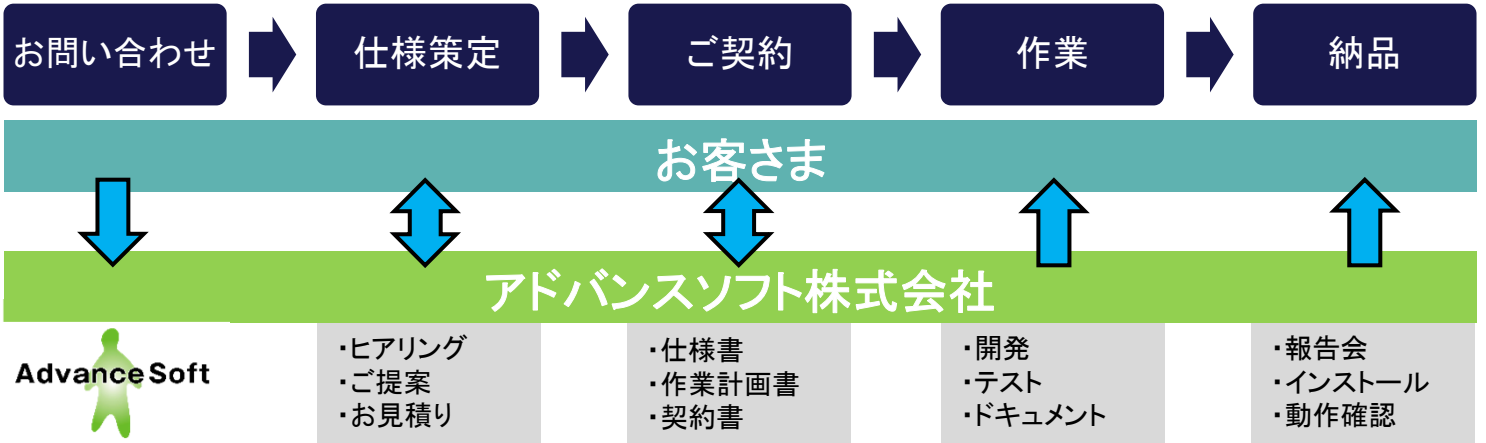 お問い合わせ
仕様策定
ご契約
作業
納品
お客さま
アドバンスソフト株式会社
AdvanceSoft
・ヒアリング
・ご提案
・お見積り
・仕様書
・作業計画書
・契約書
・開発
・テスト
・ドキュメント
・報告会
・インストール
・動作確認